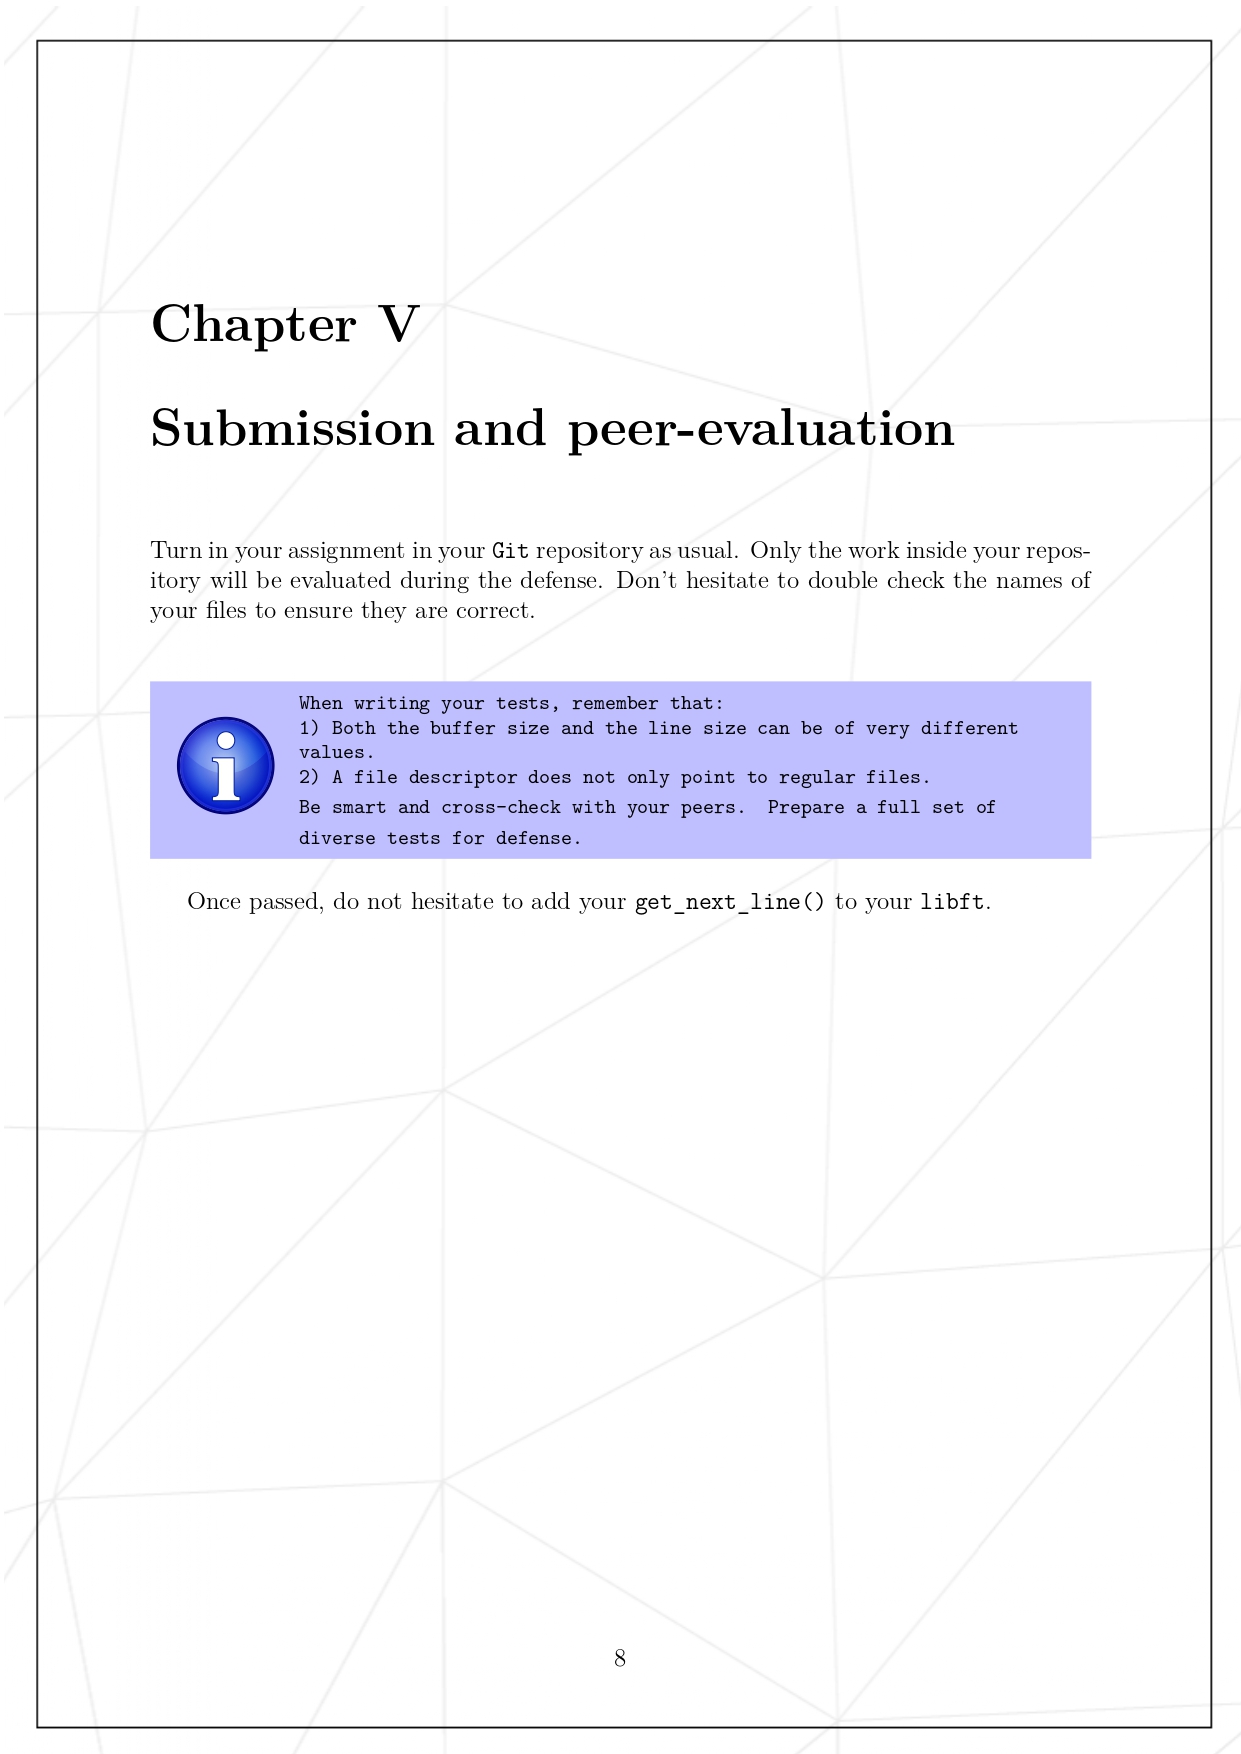 Chapter V
Submission and peer-evaluation
Turn in your assignment in your Git repository as usual. Only the work inside your repos-
itory will be evaluated during the defense. Don't hesitate to double check the names of
your files to ensure they are correct.
When writing your tests, remember that:
1) Both the buffer size and the line size can be of very different
values.
2) A file descriptor does not only point to regular files.
Be smart and cross-check with your peers. Prepare a full set of
diverse tests for defense.
Once passed, do not hesitate to add your get_next_line() to your libft.
8